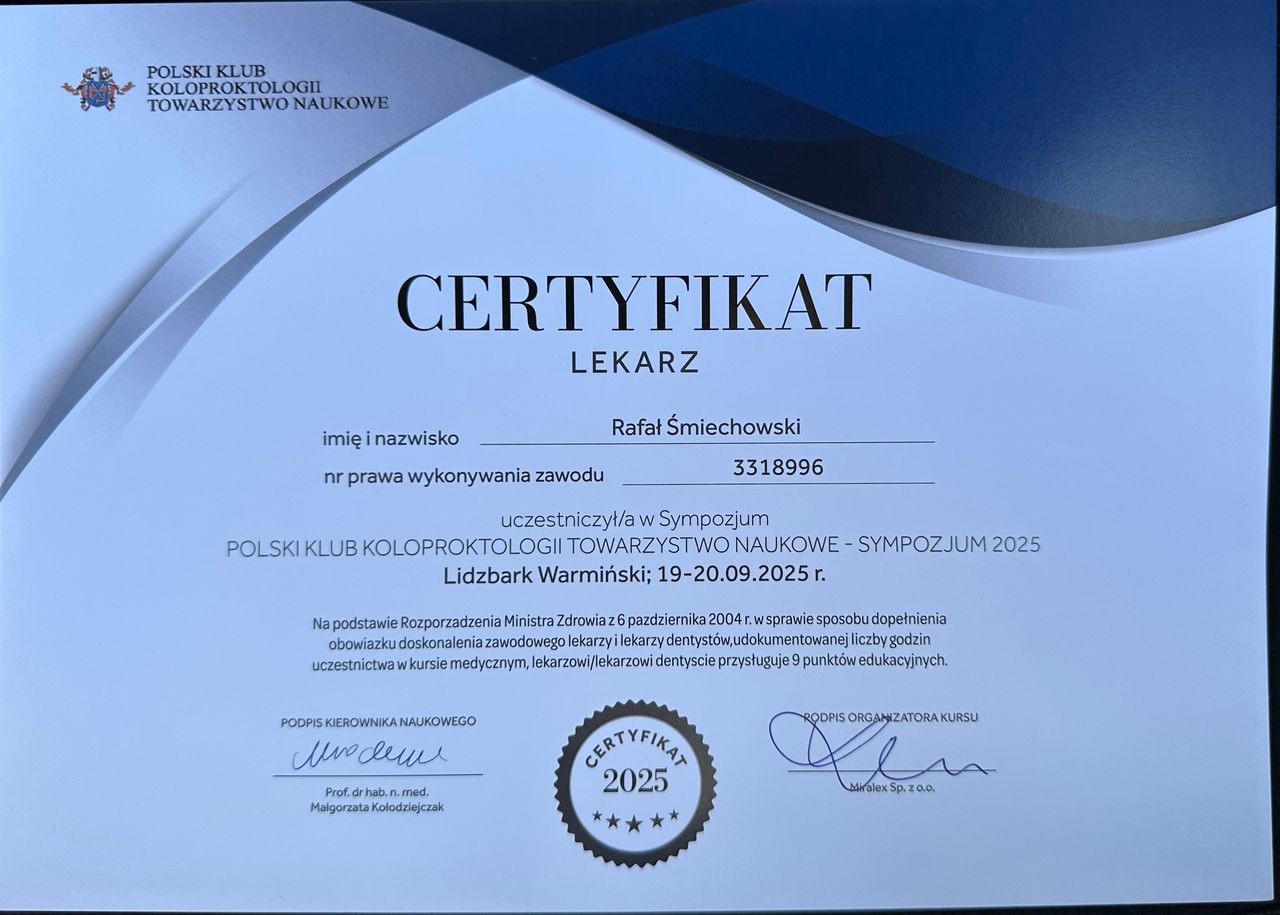 POLSKI KLUB
KOLOPROKTOLOGII
TOWARZYSTWO NAUKOWE
CERTYFIKAT
LEKARZ
imię i nazwisko Rafał Śmiechowski
nr prawa wykonywania zawodu 3318996
uczestniczył/a w Sympozjum
POLSKI KLUB KOLOPROKTOLOGII TOWARZYSTWO NAUKOWE - SYMPOZJUM 2025
Lidzbark Warmiński; 19-20.09.2025 r.
Na podstawie Rozporzadzenia Ministra Zdrowia z 6 pazdziernika 2004 r. w sprawie sposobu dopełnienia
obowiazku doskonalenia zawodowego lekarzy i lekarzy dentystów,udokumentowanej liczby godzin
uczestnictwa w kursie medycznym, lekarzowi/lekarzowi dentyscie przysługuje 9 punktów edukacyjnych.
PODPIS KIEROWNIKA NAUKOWEGO
Prof. dr hab. n. med.
Małgorzata Kołodziejczak
CERTYFIKAT
2025
PODPIS ORGANIZATORA KURSU
Miralex Sp. z o.o.